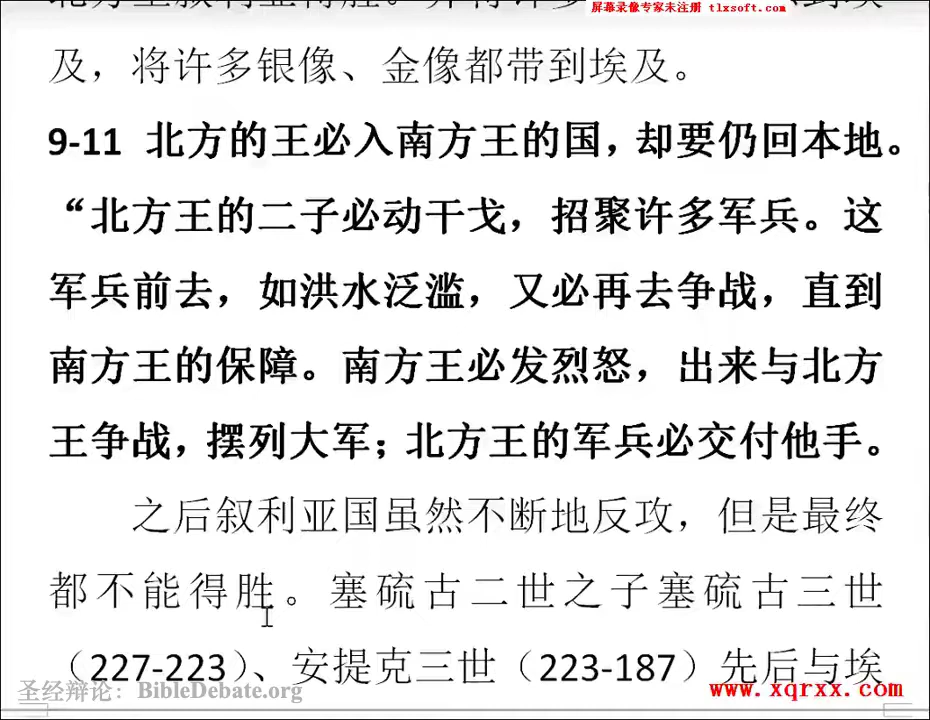 屏幕录像专家未注册 tlxsoft.com
及，将许多银像、金像都带到埃及。
9-11 北方的王必入南方王的国，却要仍回本地。
“北方王的二子必动干戈，招聚许多军兵。这
军兵前去，如洪水泛滥，又必再去争战，直到
南方王的保障。南方王必发烈怒，出来与北方
王争战，摆列大军；北方王的军兵必交付他手。
之后叙利亚国虽然不断地反攻，但是最终
都不能得胜。塞硫古二世之子塞硫古三世
（227-223）、安提克三世（223-187）先后与埃
圣经辩论：BibleDebate.org
www.xqrxx.com